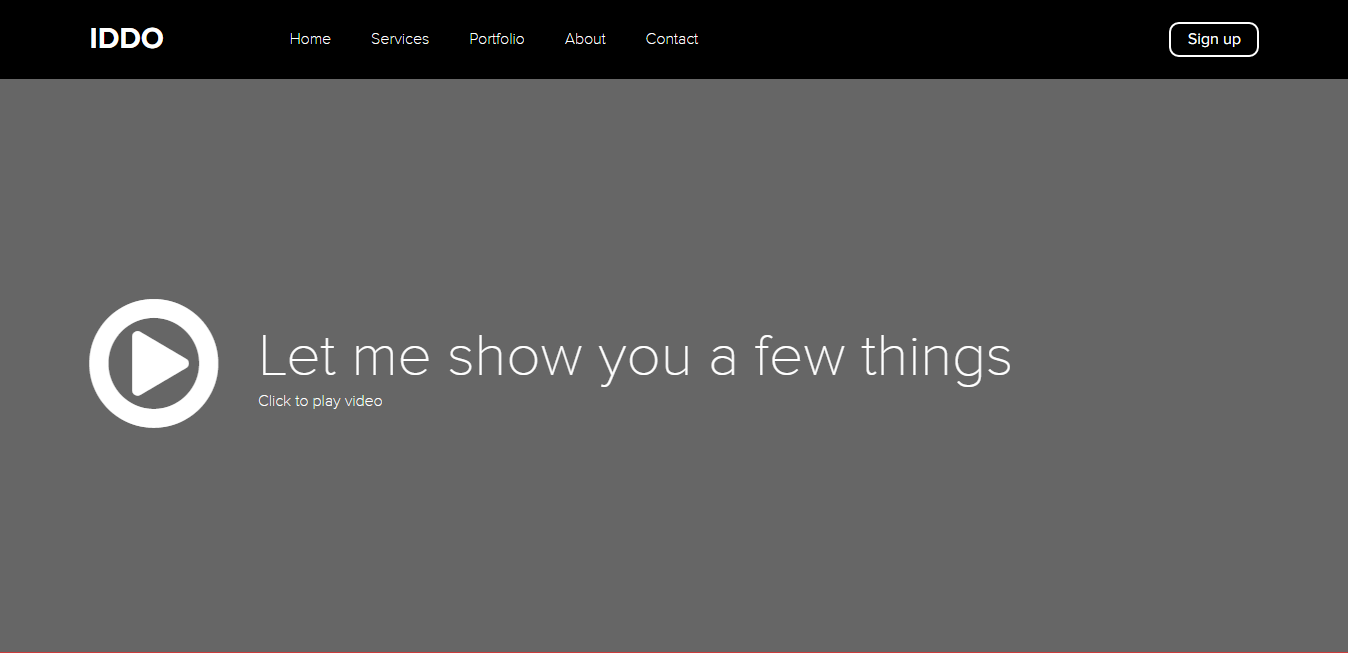 IDDO
Home Services Portfolio About Contact
Sign up
Let me show you a few things
Click to play video